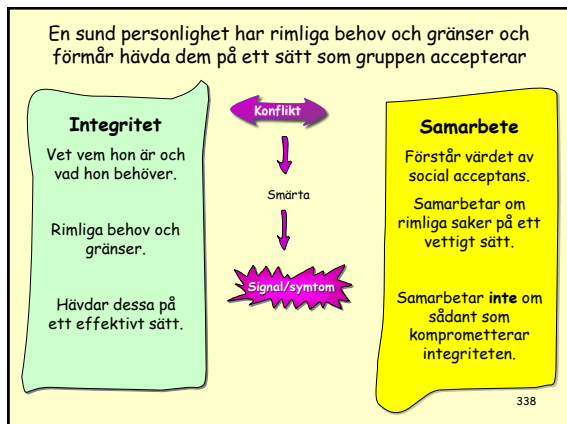 En sund personlighet har rimliga behov och gränser och
förmår hävda dem på ett sätt som gruppen accepterar
Integritet
Vet vem hon är och
vad hon behöver.
Rimliga behov och
gränser.
Hävdar dessa på
ett effektivt sätt.
Konflikt
Smärta
Signal/symtom
Samarbete
Förstår värdet av
social acceptans.
Samarbetar om
rimliga saker på ett
vettigt sätt.
Samarbetar inte om
sådant som
komprometterar
integriteten.
338